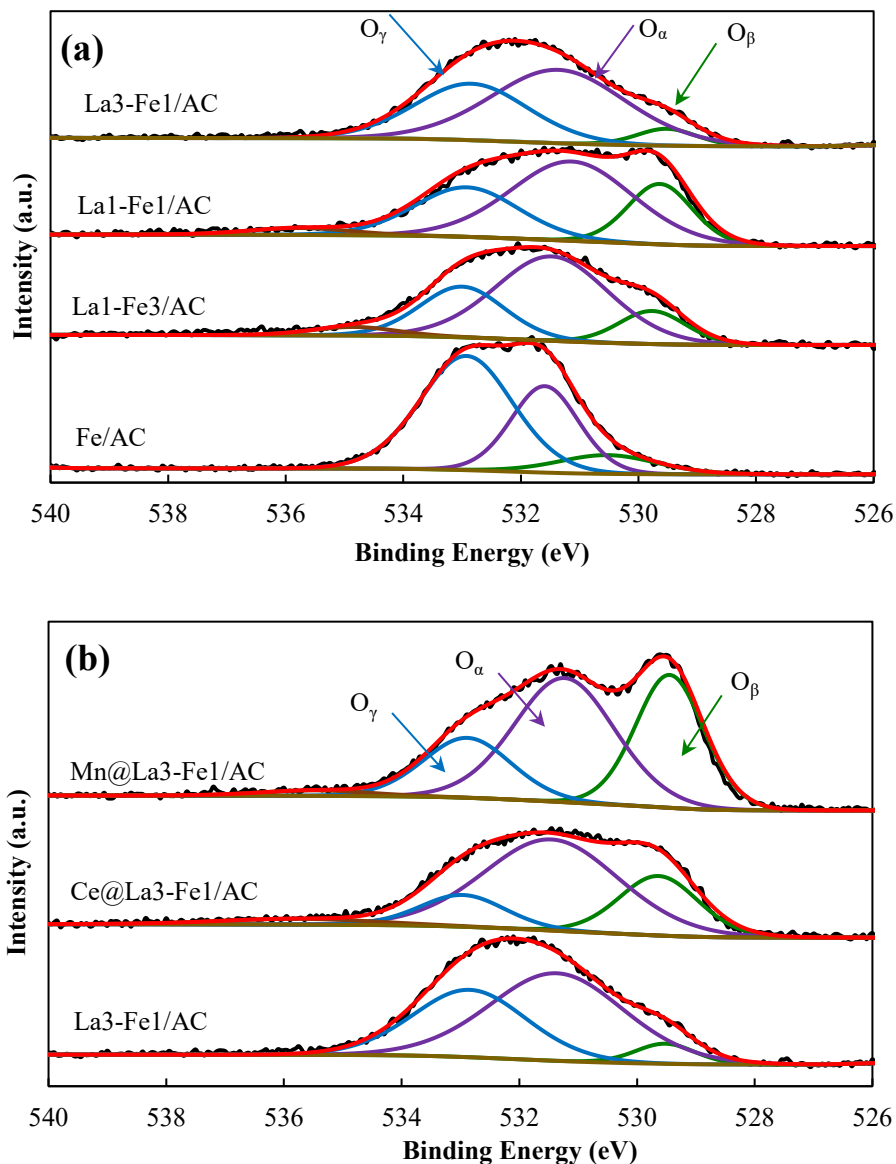 (a)
Oγ
Oα
Oβ
La3-Fe1/AC
La1-Fe1/AC
La1-Fe3/AC
Fe/AC
Intensity (a.u.)
540 538 536 534 532 530 528 526
Binding Energy (eV)
(b)
Oγ
Oα
Oβ
Mn@La3-Fe1/AC
Ce@La3-Fe1/AC
La3-Fe1/AC
Intensity (a.u.)
540 538 536 534 532 530 528 526
Binding Energy (eV)